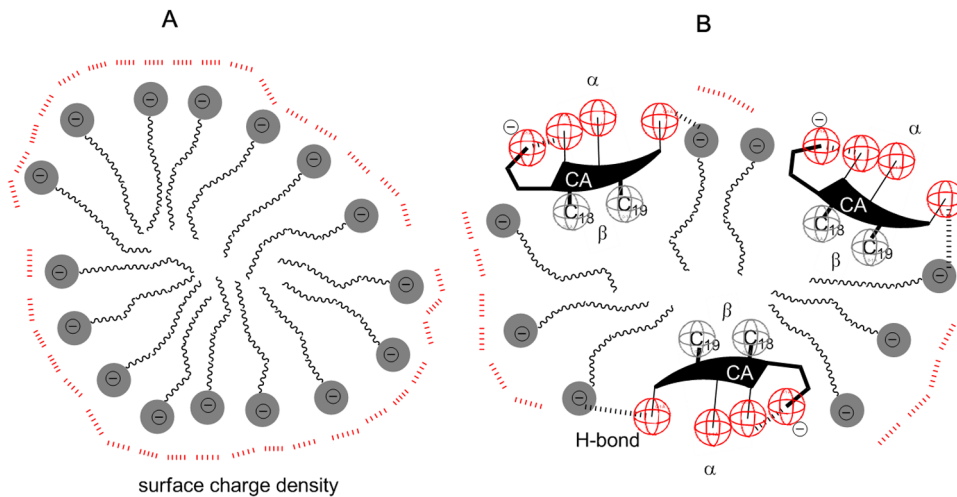 A
B
α
α
⊖
⊖
CA
CA
C18
C19
C18
C19
β
β
β
C19
C18
CA
H-bond
⊖
α
surface charge density